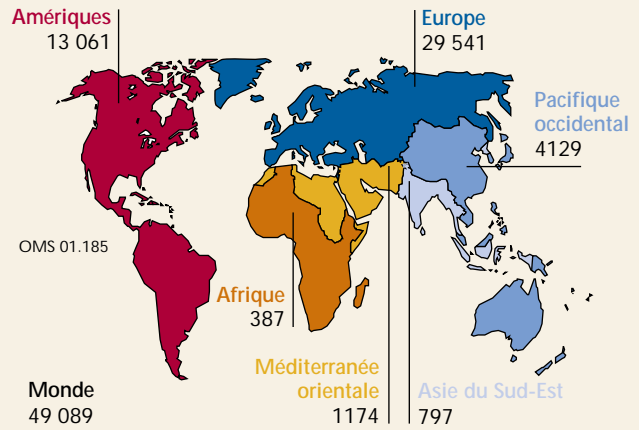 Amériques
13 061
Europe
29 541
Pacifique
occidental
4129
OMS 01.185
Afrique
387
Méditerranée
orientale
1174
Asie du Sud-Est
797
Monde
49 089